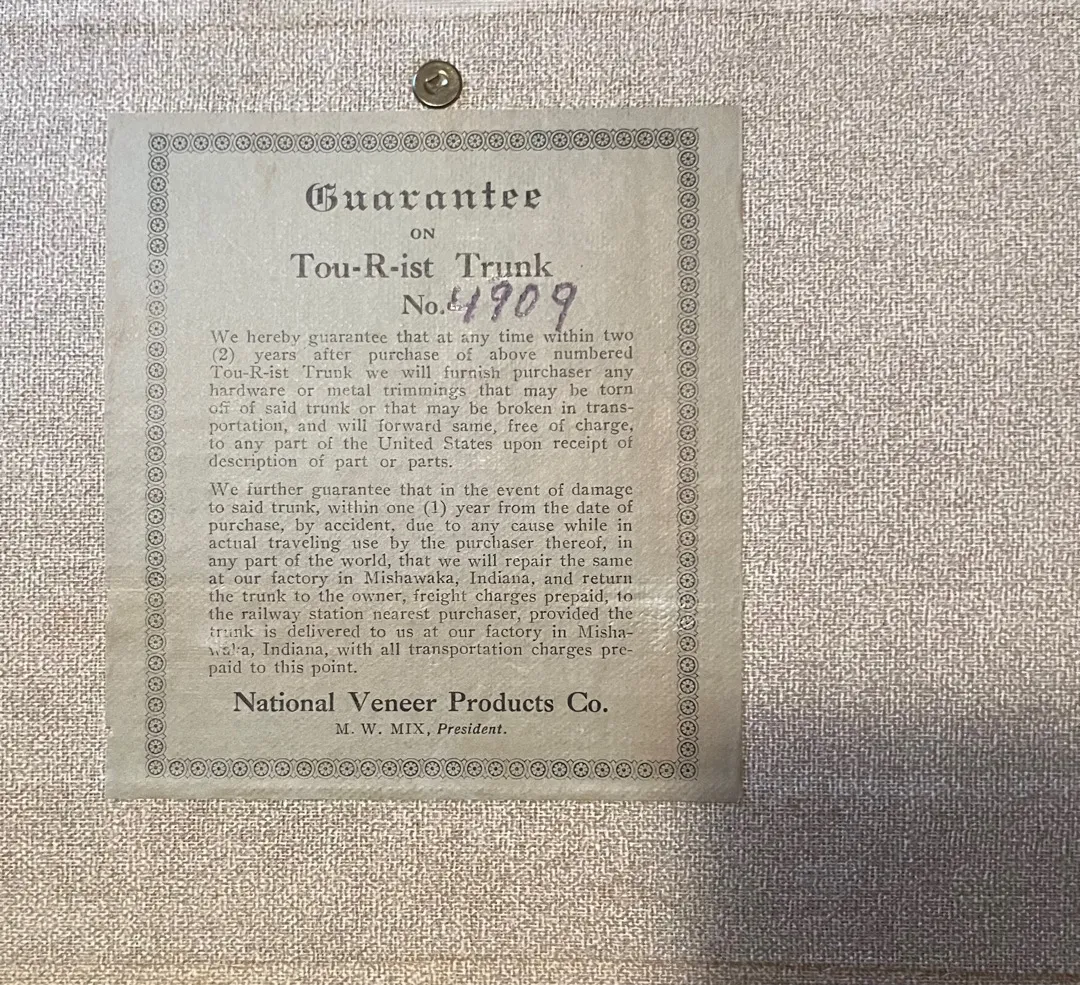 Guarantee
ON
Tou-R-ist Trunk
No. 4909
We hereby guarantee that at any time within two
(2) years after purchase of above numbered
Tou-R-ist Trunk we will furnish purchaser any
hardware or metal trimmings that may be torn
off of said trunk or that may be broken in trans-
portation, and will forward same, free of charge,
to any part of the United States upon receipt of
description of part or parts.
We further guarantee that in the event of damage
to said trunk, within one (1) year from the date of
purchase, by accident, due to any cause while in
actual traveling use by the purchaser thereof, in
any part of the world, that we will repair the same
at our factory in Mishawaka, Indiana, and return
the trunk to the owner, freight charges prepaid, to
the railway station nearest purchaser, provided the
trunk is delivered to us at our factory in Misha-
waka, Indiana, with all transportation charges pre-
paid to this point.
National Veneer Products Co.
M. W. MIX, President.